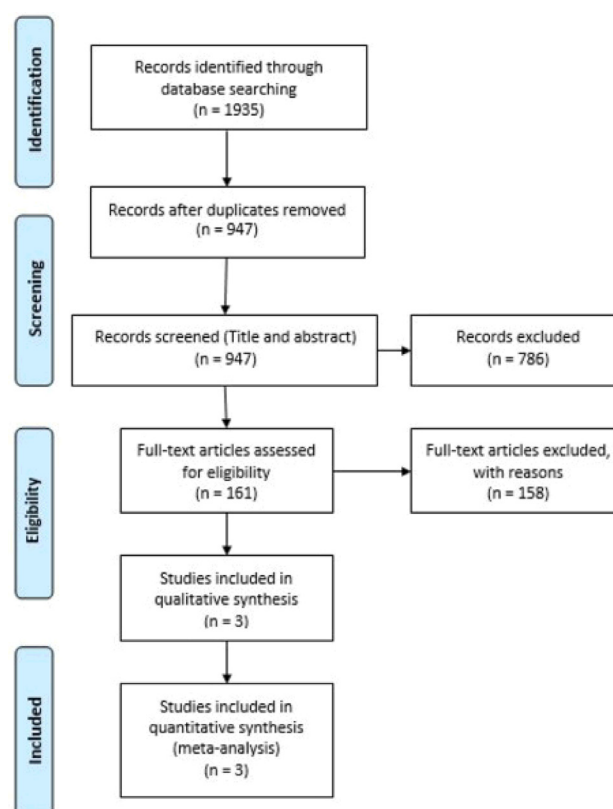 Identification
Records identified through
database searching
(n = 1935)
Records after duplicates removed
(n = 947)
Screening
Records screened (Title and abstract)
(n = 947)
Records excluded
(n = 786)
Eligibility
Full-text articles assessed
for eligibility
(n = 161)
Full-text articles excluded,
with reasons
(n = 158)
Studies included in
qualitative synthesis
(n = 3)
Included
Studies included in
quantitative synthesis
(meta-analysis)
(n = 3)